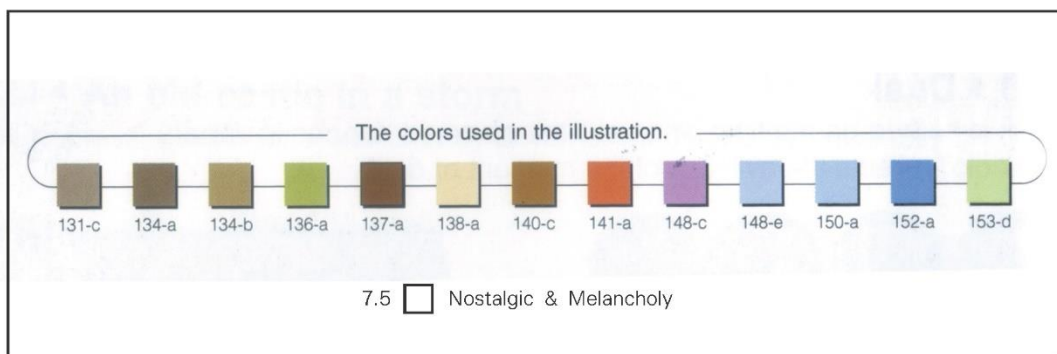 The colors used in the illustration.
131-c 134-a 134-b 136-a 137-a 138-a 140-c 141-a 148-c 148-e 150-a 152-a 153-d
7.5 Nostalgic & Melancholy